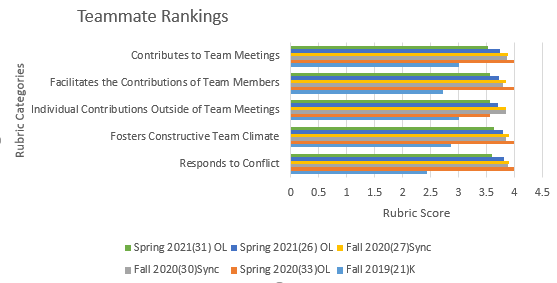 Teammate Rankings
Rubric Categories
Contributes to Team Meetings
Facilitates the Contributions of Team Members
Individual Contributions Outside of Team Meetings
Fosters Constructive Team Climate
Responds to Conflict
0 0.5 1 1.5 2 2.5 3 3.5 4 4.5
Rubric Score
Spring 2021(31) OL Spring 2021(26) OL Fall 2020(27)Sync
Fall 2020(30)Sync Spring 2020(33)OL Fall 2019(21)K